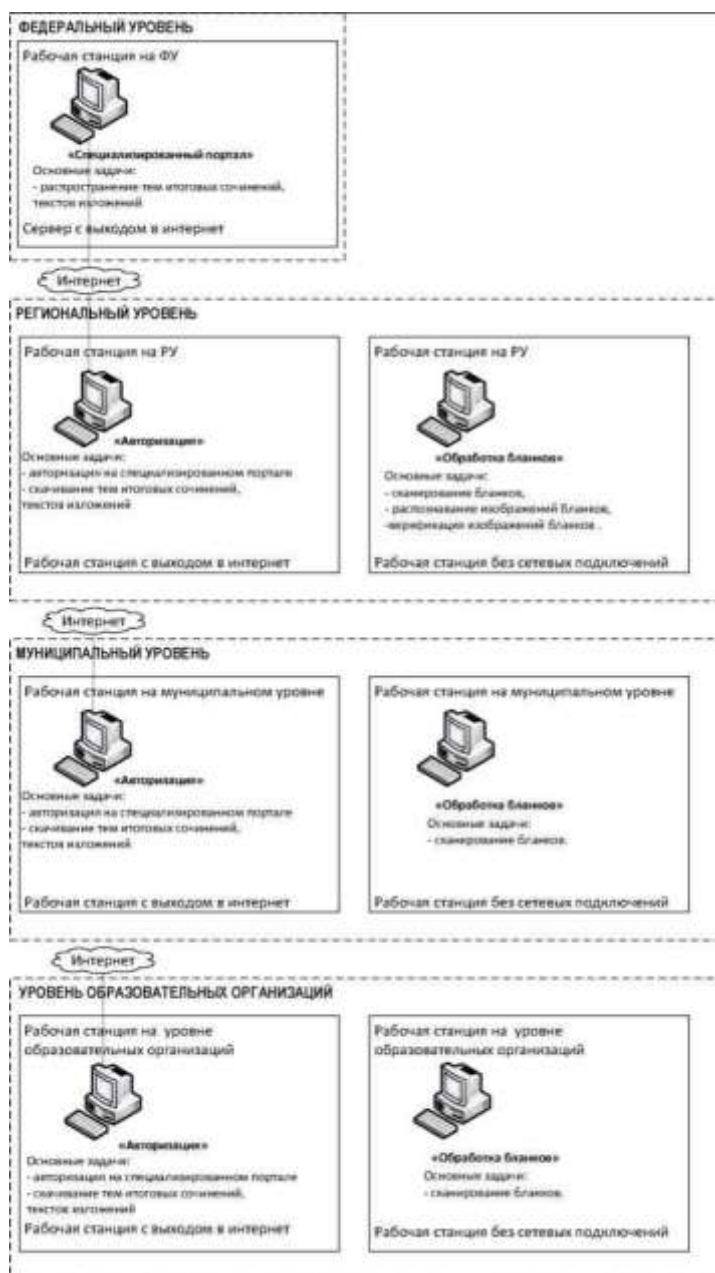 ФЕДЕРАЛЬНЫЙ УРОВЕНЬ
Рабочая станция на ФУ
«Специализированный портал»
Основные задачи:
- распространение тем итоговых сочинений,
текстов изложений
Сервер с выходом в интернет
Интернет
РЕГИОНАЛЬНЫЙ УРОВЕНЬ
Рабочая станция на РУ
«Авторизация»
Основные задачи:
- авторизация на специализированном портале
- скачивание тем итоговых сочинений,
текстов изложений
Рабочая станция с выходом в интернет
Рабочая станция на РУ
«Обработка бланков»
Основные задачи:
- сканирование бланков,
- распознавание изображений бланков,
-верификация изображений бланков .
Рабочая станция без сетевых подключений
Интернет
МУНИЦИПАЛЬНЫЙ УРОВЕНЬ
Рабочая станция на муниципальном уровне
«Авторизация»
Основные задачи:
- авторизация на специализированном портале
- скачивание тем итоговых сочинений,
текстов изложений
Рабочая станция с выходом в интернет
Рабочая станция на муниципальном уровне
«Обработка бланков»
Основные задачи:
- сканирование бланков.
Рабочая станция без сетевых подключений
Интернет
УРОВЕНЬ ОБРАЗОВАТЕЛЬНЫХ ОРГАНИЗАЦИЙ
Рабочая станция на уровне
образовательных организаций
«Авторизация»
Основные задачи:
- авторизация на специализированном портале
- скачивание тем итоговых сочинений,
текстов изложений
Рабочая станция с выходом в интернет
Рабочая станция на уровне
образовательных организаций
«Обработка бланков»
Основные задачи:
- сканирование бланков.
Рабочая станция без сетевых подключений